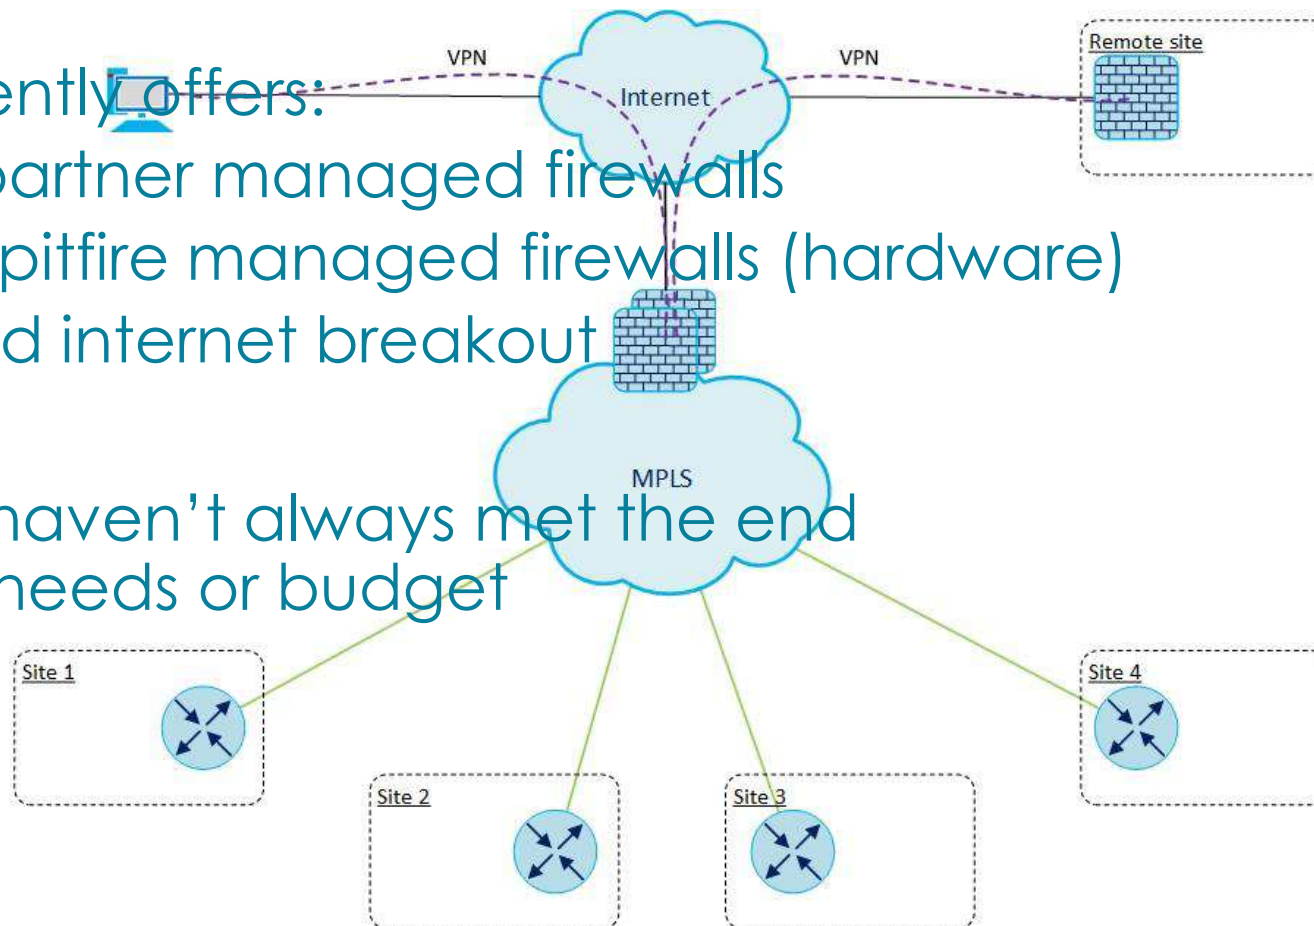 VPN
VPN
Remote site
Internet
ently offers:
partner managed firewalls
pitfire managed firewalls (hardware)
d internet breakout
MPLS
haven't always met the end
needs or budget
Site 1
Site 4
Site 2
Site 3